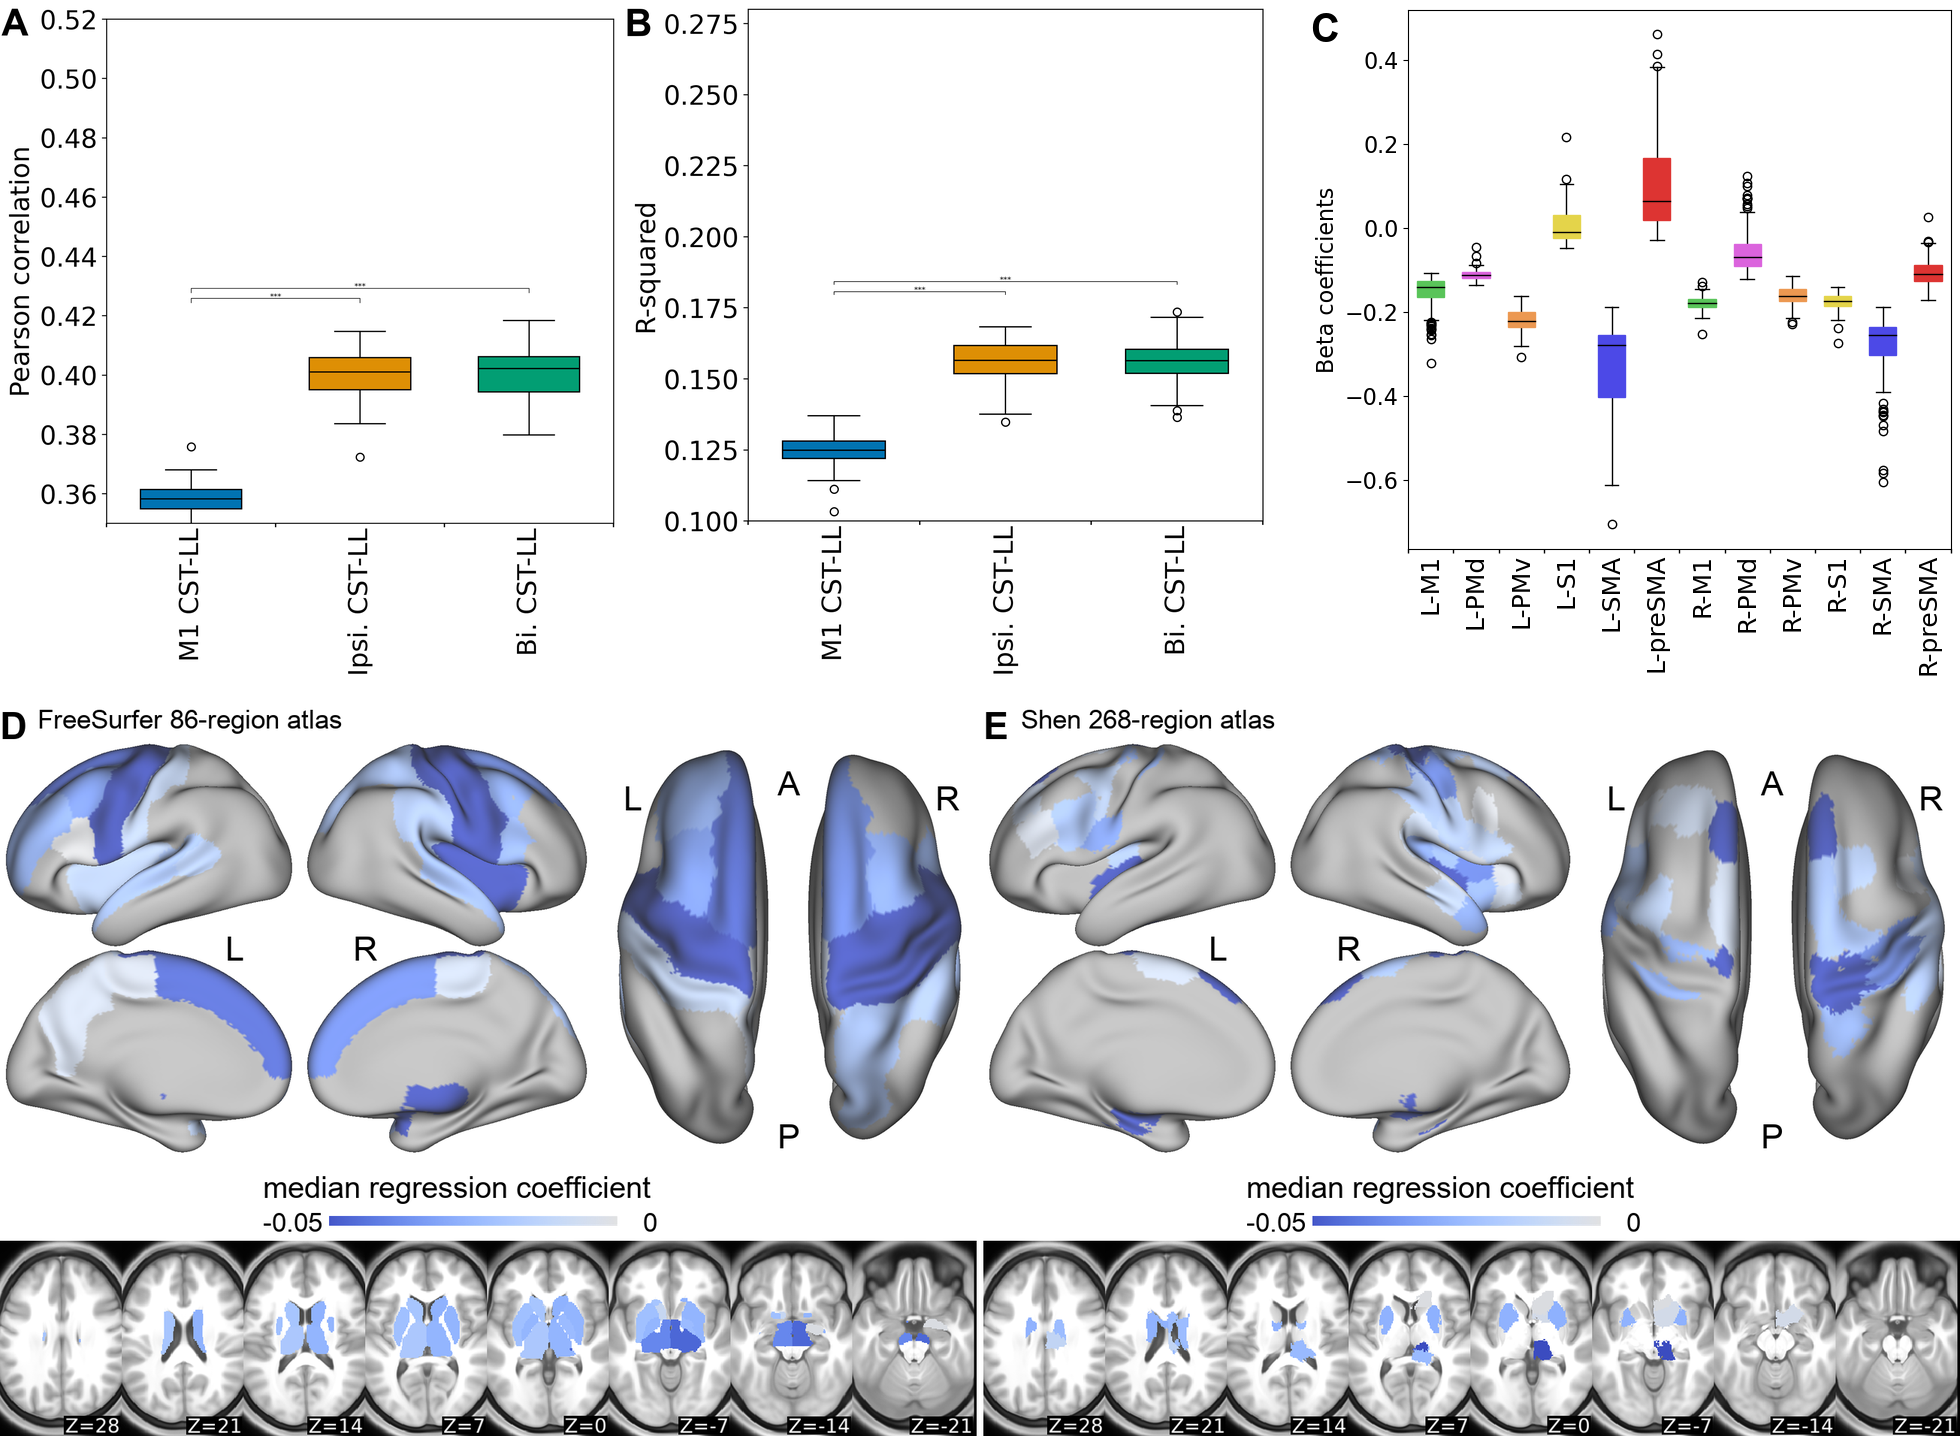 A
Pearson correlation
0.52
0.50
0.48
0.46
0.44
0.42
0.40
0.38
0.36
***
***
M1 CST-LL
Ipsi. CST-LL
Bi. CST-LL
B
R-squared
0.275
0.250
0.225
0.200
0.175
0.150
0.125
0.100
***
***
M1 CST-LL
Ipsi. CST-LL
Bi. CST-LL
C
Beta coefficients
0.4
0.2
0.0
−0.2
−0.4
−0.6
L-M1
L-PMd
L-PMv
L-S1
L-SMA
L-preSMA
R-M1
R-PMd
R-PMv
R-S1
R-SMA
R-preSMA
D FreeSurfer 86-region atlas
L A R
L R
P
median regression coefficient
-0.05 0
Z=28 Z=21 Z=14 Z=7 Z=0 Z=-7 Z=-14 Z=-21
E Shen 268-region atlas
L A R
L R
P
median regression coefficient
-0.05 0
Z=28 Z=21 Z=14 Z=7 Z=0 Z=-7 Z=-14 Z=-21